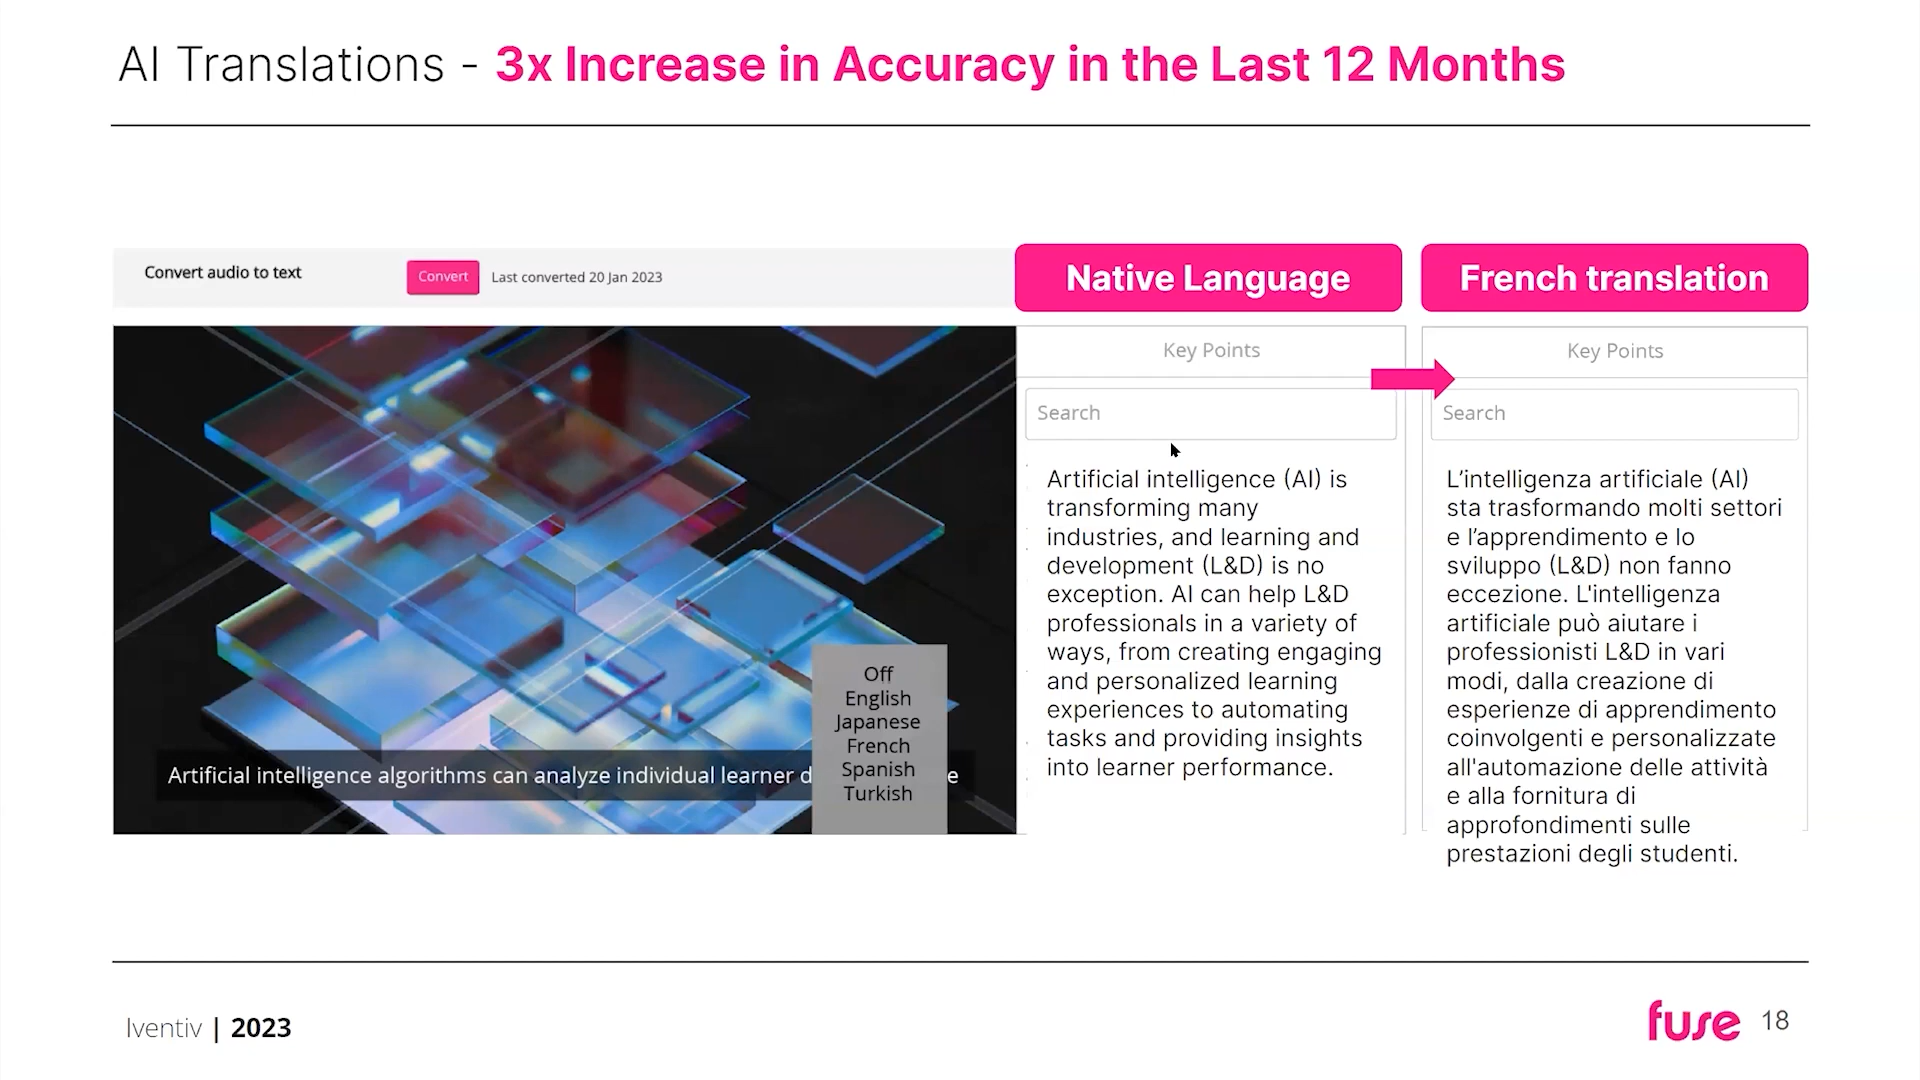 AI Translations - 3x Increase in Accuracy in the Last 12 Months
Convert audio to text
Convert
Last converted 20 Jan 2023
Artificial intelligence algorithms can analyze individual learner d
e
Off
English
Japanese
French
Spanish
Turkish
Native Language
Key Points
Search
Artificial intelligence (AI) is
transforming many
industries, and learning and
development (L&D) is no
exception. AI can help L&D
professionals in a variety of
ways, from creating engaging
and personalized learning
experiences to automating
tasks and providing insights
into learner performance.
French translation
Key Points
Search
L’intelligenza artificiale (AI)
sta trasformando molti settori
e l’apprendimento e lo
sviluppo (L&D) non fanno
eccezione. L'intelligenza
artificiale può aiutare i
professionisti L&D in vari
modi, dalla creazione di
esperienze di apprendimento
coinvolgenti e personalizzate
all'automazione delle attività
e alla fornitura di
approfondimenti sulle
prestazioni degli studenti.
Iventiv | 2023
fuse 18